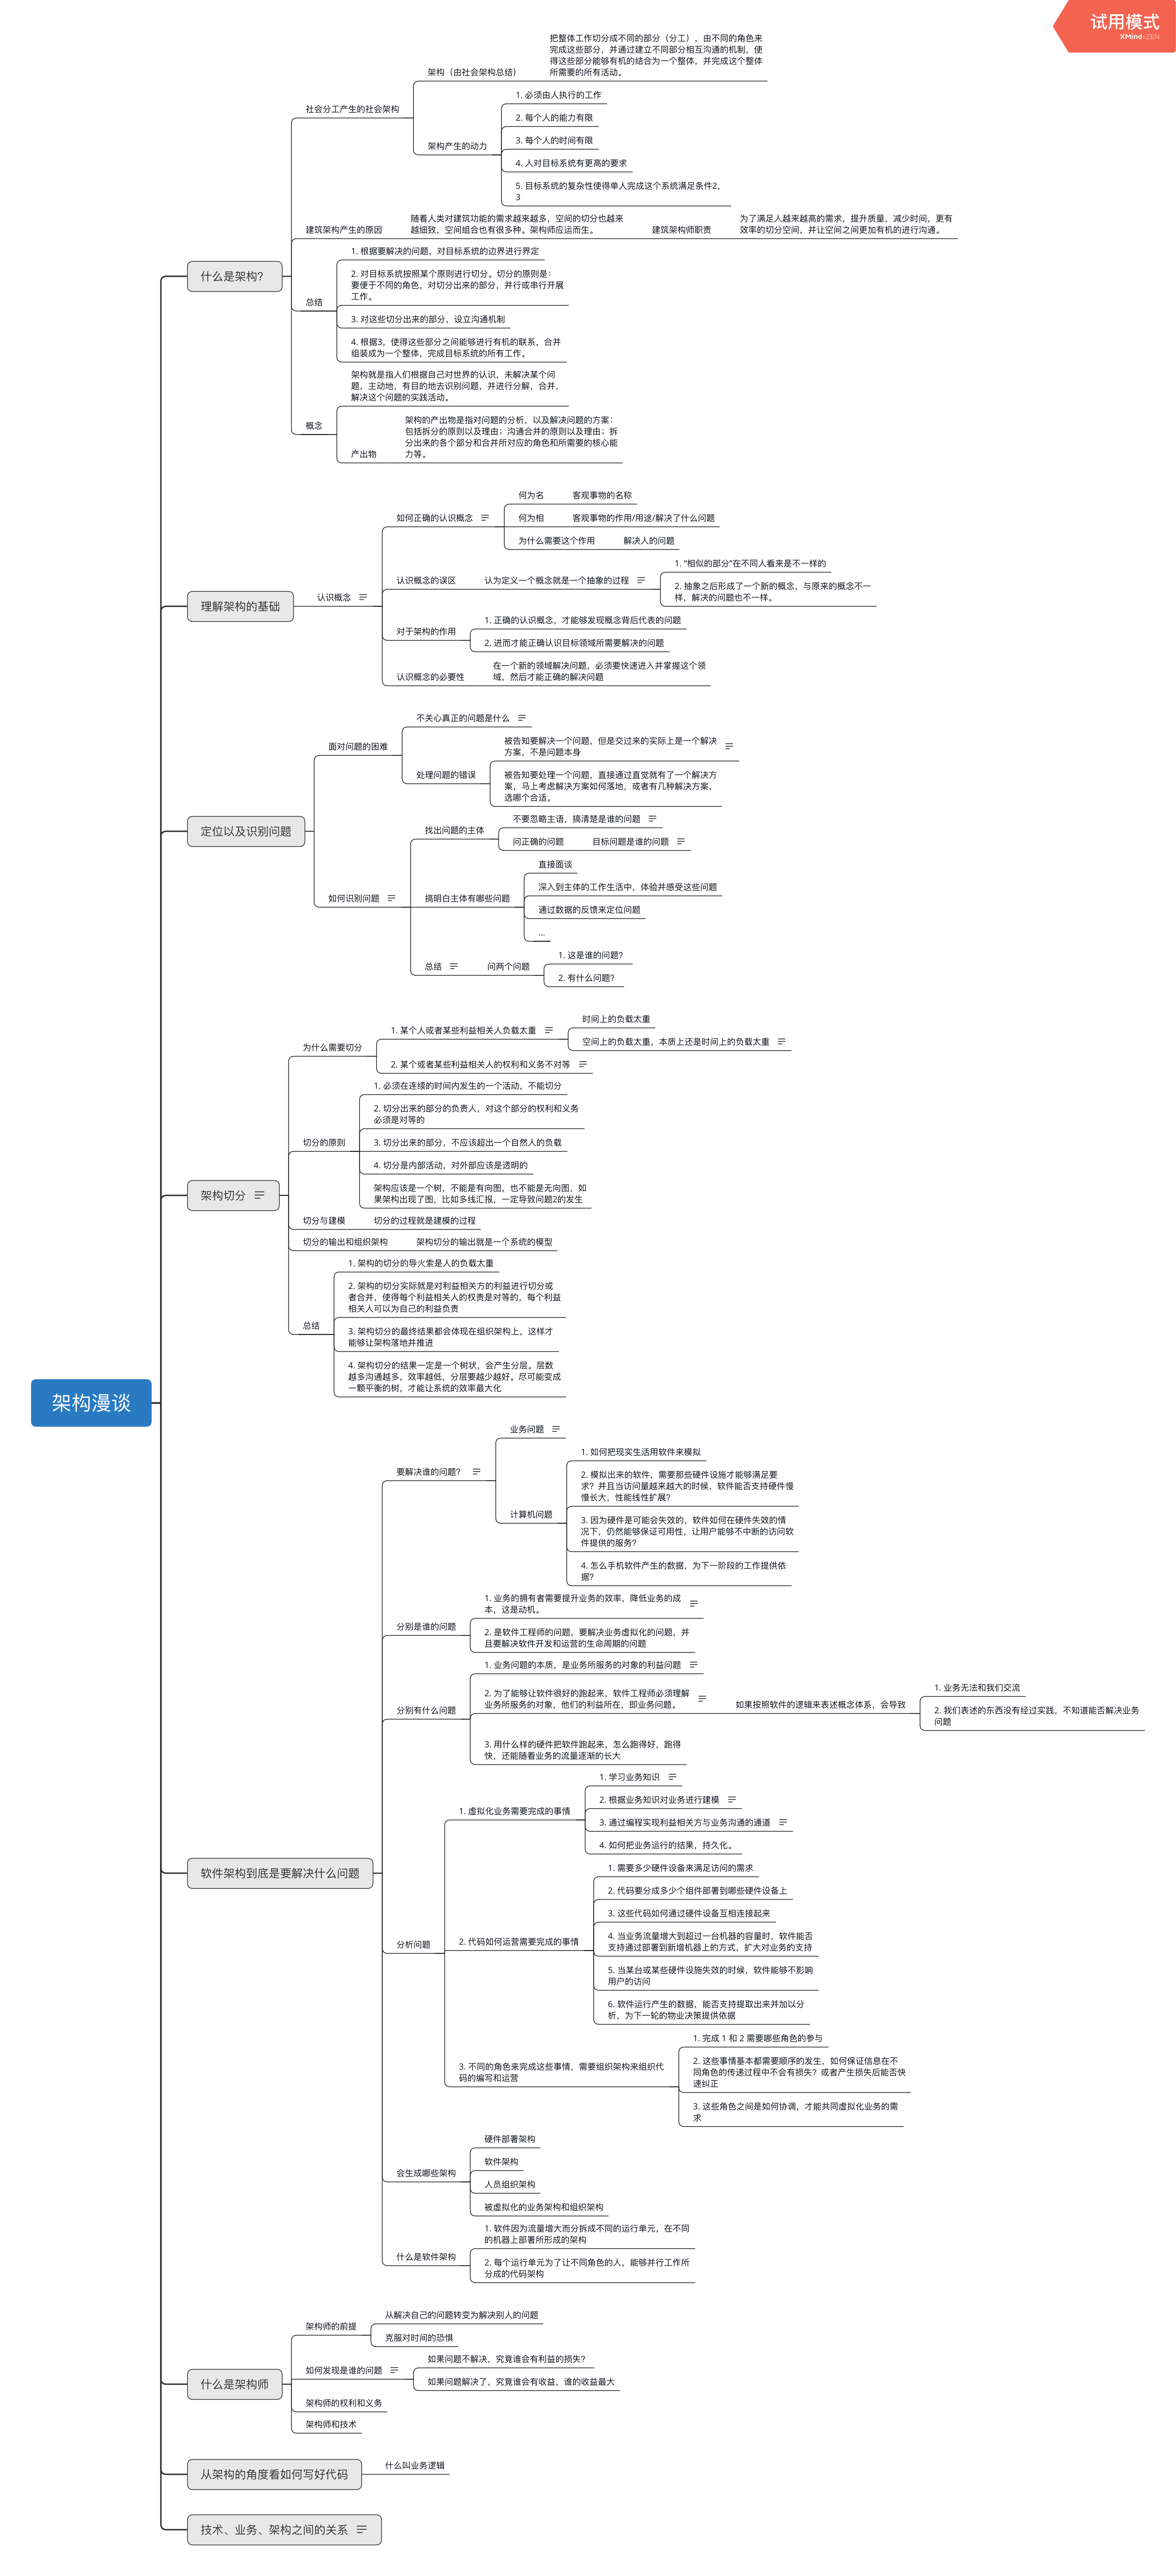 试用模式
XMind:ZEN
架构漫谈
什么是架构?
社会分工产生的社会架构
架构（由社会架构总结）
把整体工作切分成不同的部分（分工），由不同的角色来
完成这些部分，并通过建立不同部分相互沟通的机制，使
得这些部分能够有机的结合为一个整体，并完成这个整体
所需要的所有活动。
架构产生的动力
1. 必须由人执行的工作
2. 每个人的能力有限
3. 每个人的时间有限
4. 人对目标系统有更高的要求
5. 目标系统的复杂性使得单人完成这个系统满足条件2，
3
建筑架构产生的原因
随着人类对建筑功能的需求越来越多，空间的切分也越来
越细致，空间组合也有很多种。架构师应运而生。
建筑架构师职责
为了满足人越来越高的需求，提升质量，减少时间，更有
效率的切分空间，并让空间之间更加有机的进行沟通。
总结
1. 根据要解决的问题，对目标系统的边界进行界定
2. 对目标系统按照某个原则进行切分。切分的原则是：
要便于不同的角色，对切分出来的部分，并行或串行开展
工作。
3. 对这些切分出来的部分，设立沟通机制
4. 根据3，使得这些部分之间能够进行有机的联系，合并
组装成为一个整体，完成目标系统的所有工作。
概念
架构就是指人们根据自己对世界的认识，未解决某个问
题，主动地，有目的地去识别问题，并进行分解，合并，
解决这个问题的实践活动。
产出物
架构的产出物是指对问题的分析，以及解决问题的方案：
包括拆分的原则以及理由；沟通合并的原则以及理由；拆
分出来的各个部分和合并所对应的角色和所需要的核心能
力等。
理解架构的基础
认识概念
如何正确的认识概念
何为名
客观事物的名称
何为相
客观事物的作用/用途/解决了什么问题
为什么需要这个作用
解决人的问题
认识概念的误区
认为定义一个概念就是一个抽象的过程
1. “相似的部分”在不同人看来是不一样的
2. 抽象之后形成了一个新的概念，与原来的概念不一
样，解决的问题也不一样。
对于架构的作用
1. 正确的认识概念，才能够发现概念背后代表的问题
2. 进而才能正确认识目标领域所需要解决的问题
认识概念的必要性
在一个新的领域解决问题，必须要快速进入并掌握这个领
域，然后才能正确的解决问题
定位以及识别问题
面对问题的困难
不关心真正的问题是什么
处理问题的错误
被告知要解决一个问题，但是交过来的实际上是一个解决
方案，不是问题本身
被告知要处理一个问题，直接通过直觉就有了一个解决方
案，马上考虑解决方案如何落地，或者有几种解决方案，
选哪个合适。
如何识别问题
找出问题的主体
不要忽略主语，搞清楚是谁的问题
问正确的问题
目标问题是谁的问题
搞明白主体有哪些问题
直接面谈
深入到主体的工作生活中，体验并感受这些问题
通过数据的反馈来定位问题
...
总结
问两个问题
1. 这是谁的问题？
2. 有什么问题？
架构切分
为什么需要切分
1. 某个人或者某些利益相关人负载太重
时间上的负载太重
空间上的负载太重，本质上还是时间上的负载太重
2. 某个或者某些利益相关人的权利和义务不对等
切分的原则
1. 必须在连续的时间内发生的一个活动，不能切分
2. 切分出来的部分的负责人，对这个部分的权利和义务
必须是对等的
3. 切分出来的部分，不应该超出一个自然人的负载
4. 切分是内部活动，对外部应该是透明的
架构应该是一个树，不能是有向图，也不能是无向图，如
果架构出现了图，比如多线汇报，一定导致问题2的发生
切分与建模
切分的过程就是建模的过程
切分的输出和组织架构
架构切分的输出就是一个系统的模型
总结
1. 架构的切分的导火索是人的负载太重
2. 架构的切分实际就是对利益相关方的利益进行切分或
者合并，使得每个利益相关人的权责是对等的，每个利益
相关人可以为自己的利益负责
3. 架构切分的最终结果都会体现在组织架构上，这样才
能够让架构落地并推进
4. 架构切分的结果一定是一个树状，会产生分层。层数
越多沟通越多，效率越低，分层要越少越好。尽可能变成
一颗平衡的树，才能让系统的效率最大化
软件架构到底是要解决什么问题
要解决谁的问题？
业务问题
计算机问题
1. 如何把现实生活用软件来模拟
2. 模拟出来的软件，需要那些硬件设施才能够满足要
求？并且当访问量越来越大的时候，软件能否支持硬件慢
慢长大，性能线性扩展？
3. 因为硬件是可能会失效的，软件如何在硬件失效的情
况下，仍然能够保证可用性，让用户能够不中断的访问软
件提供的服务？
4. 怎么手机软件产生的数据，为下一阶段的工作提供依
据？
分别是谁的问题
1. 业务的拥有者需要提升业务的效率，降低业务的成
本，这是动机。
2. 是软件工程师的问题，要解决业务虚拟化的问题，并
且要解决软件开发和运营的生命周期的问题
分别有什么问题
1. 业务问题的本质，是业务所服务的对象的利益问题
2. 为了能够让软件很好的跑起来，软件工程师必须理解
业务所服务的对象，他们的利益所在，即业务问题。
如果按照软件的逻辑来表述概念体系，会导致
1. 业务无法和我们交流
2. 我们表述的东西没有经过实践，不知道能否解决业务
问题
3. 用什么样的硬件把软件跑起来，怎么跑得好，跑得
快，还能随着业务的流量逐渐的长大
分析问题
1. 虚拟化业务需要完成的事情
1. 学习业务知识
2. 根据业务知识对业务进行建模
3. 通过编程实现利益相关方与业务沟通的通道
4. 如何把业务运行的结果，持久化。
2. 代码如何运营需要完成的事情
1. 需要多少硬件设备来满足访问的需求
2. 代码要分成多少个组件部署到哪些硬件设备上
3. 这些代码如何通过硬件设备互相连接起来
4. 当业务流量增大到超过一台机器的容量时，软件能否
支持通过部署到新增机器上的方式，扩大对业务的支持
5. 当某台或某些硬件设施失效的时候，软件能够不影响
用户的访问
6. 软件运行产生的数据，能否支持提取出来并加以分
析，为下一轮的物业决策提供依据
3. 不同的角色来完成这些事情，需要组织架构来组织代
码的编写和运营
1. 完成 1 和 2 需要哪些角色的参与
2. 这些事情基本都需要顺序的发生，如何保证信息在不
同角色的传递过程中不会有损失？或者产生损失后能否快
速纠正
3. 这些角色之间是如何协调，才能共同虚拟化业务的需
求
会生成哪些架构
硬件部署架构
软件架构
人员组织架构
被虚拟化的业务架构和组织架构
什么是软件架构
1. 软件因为流量增大而分拆成不同的运行单元，在不同
的机器上部署所形成的架构
2. 每个运行单元为了让不同角色的人，能够并行工作所
分成的代码架构
什么是架构师
架构师的前提
从解决自己的问题转变为解决别人的问题
克服对时间的恐惧
如何发现是谁的问题
如果问题不解决，究竟谁会有利益的损失？
如果问题解决了，究竟谁会有收益，谁的收益最大
架构师的权利和义务
架构师和技术
从架构的角度看如何写好代码
什么叫业务逻辑
技术、业务、架构之间的关系